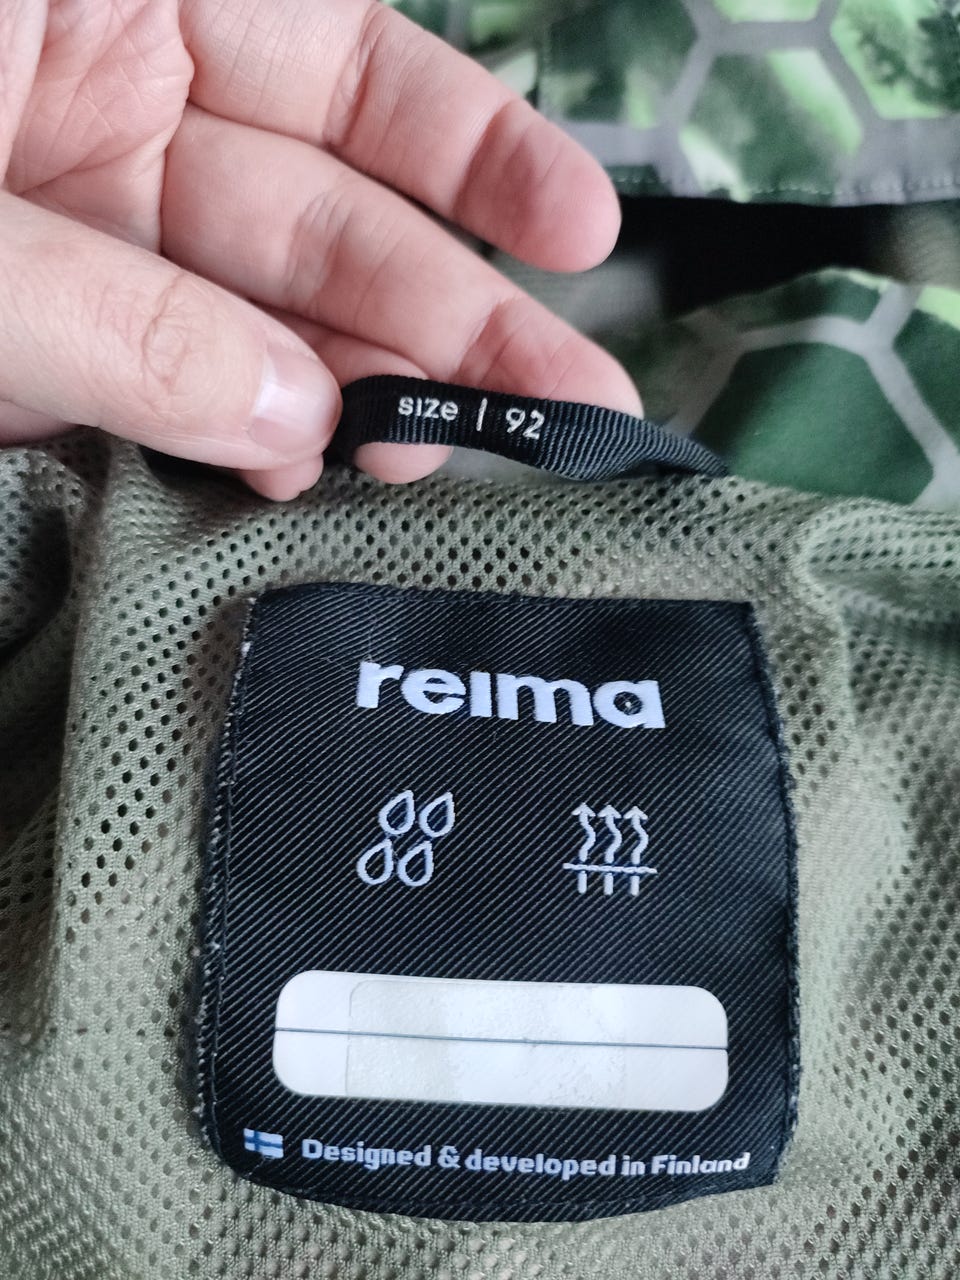 size | 92
reima
Designed & developed in Finland